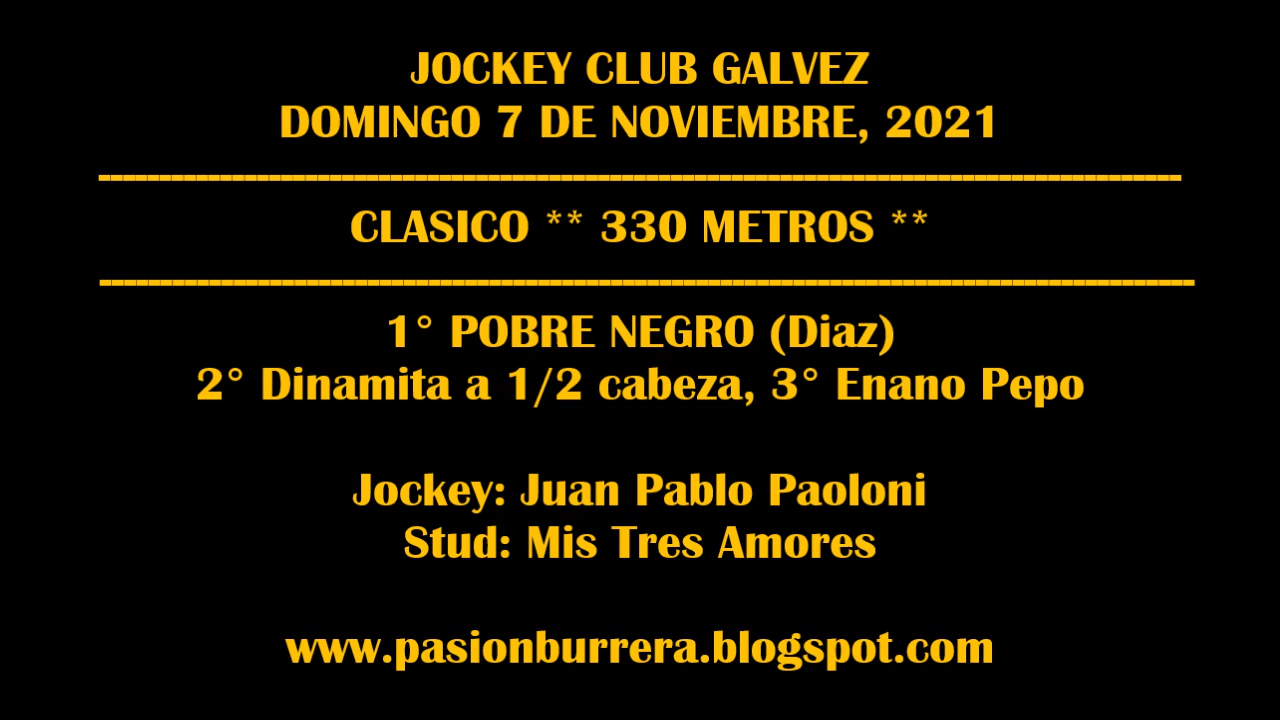 JOCKEY CLUB GALVEZ
DOMINGO 7 DE NOVIEMBRE, 2021
CLASICO ** 330 METROS **
1° POBRE NEGRO (Diaz)
2° Dinamita a 1/2 cabeza, 3° Enano Pepo
Jockey: Juan Pablo Paoloni
Stud: Mis Tres Amores
www.pasionburrera.blogspot.com